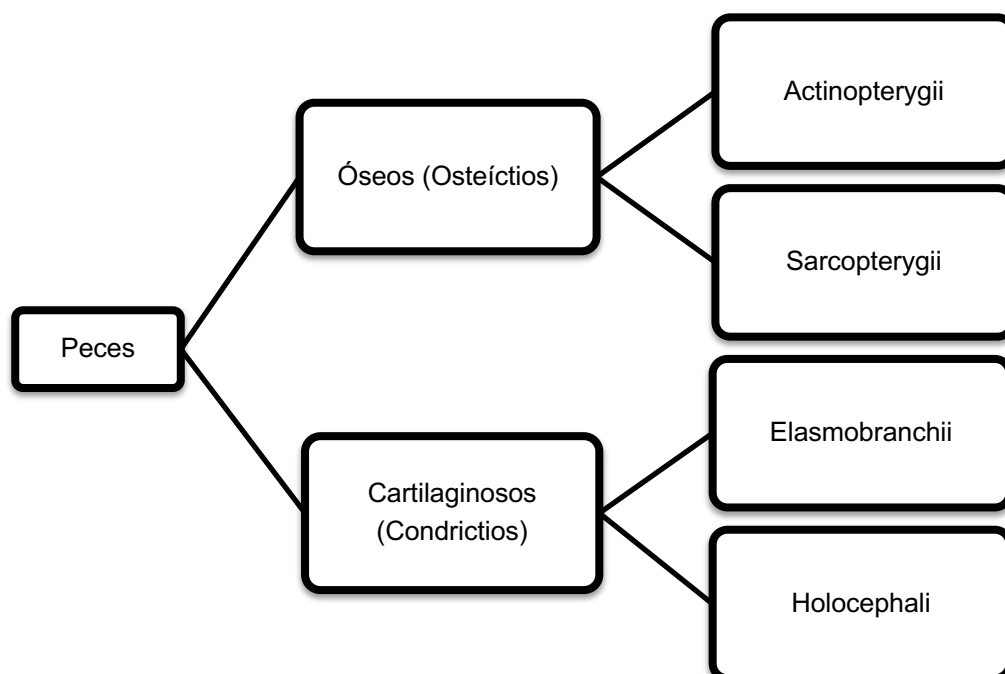 Peces
Óseos (Osteíctios)
Actinopterygii
Sarcopterygii
Cartilaginosos
(Condrictios)
Elasmobranchii
Holocephali